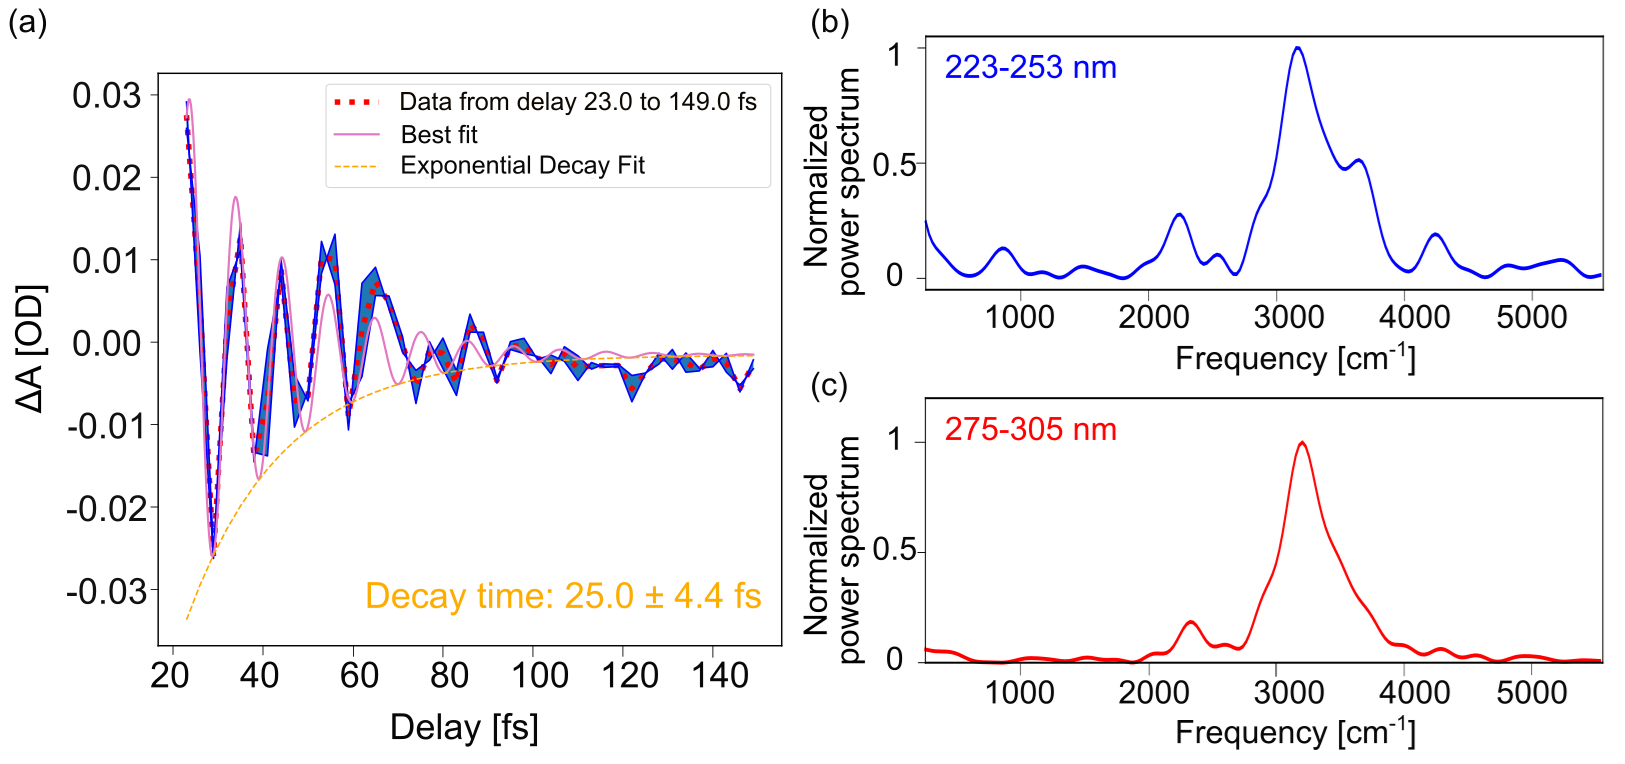 (a)
0.03
0.02
0.01
0.00
-0.01
-0.02
-0.03
ΔA [OD]
Data from delay 23.0 to 149.0 fs
Best fit
Exponential Decay Fit
Decay time: 25.0 ± 4.4 fs
20 40 60 80 100 120 140
Delay [fs]
(b)
223-253 nm
1
0.5
0
Normalized
power spectrum
1000 2000 3000 4000 5000
Frequency [cm⁻¹]
(c)
275-305 nm
1
0.5
0
Normalized
power spectrum
1000 2000 3000 4000 5000
Frequency [cm⁻¹]